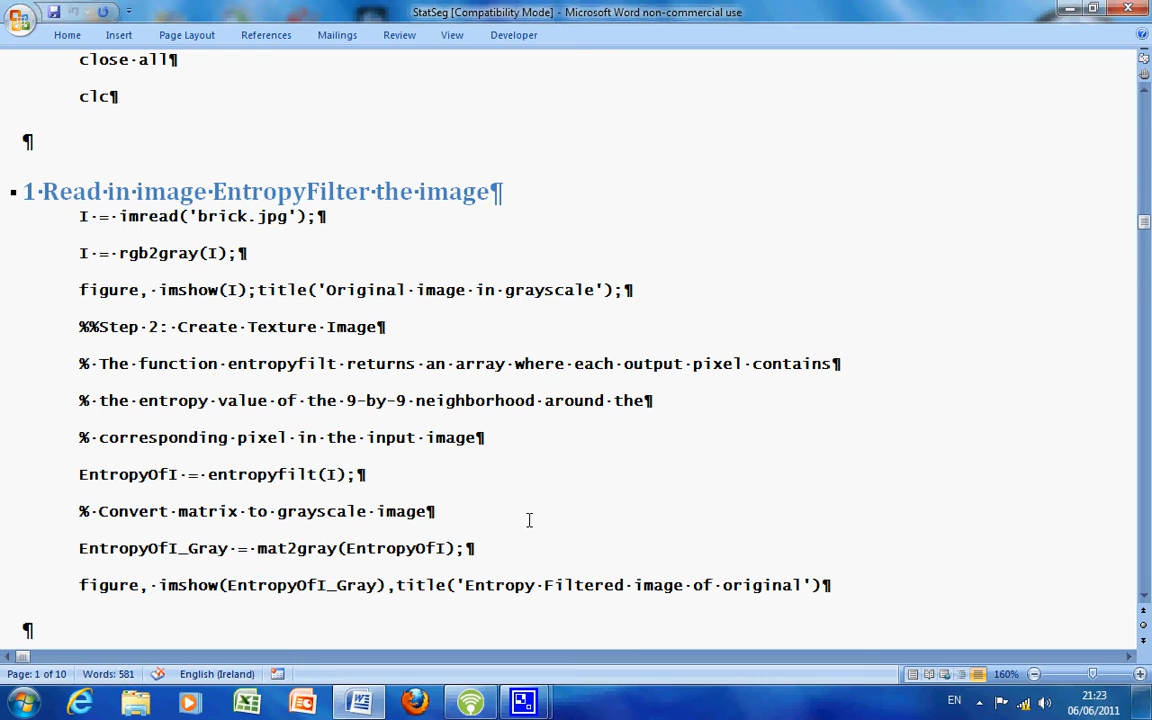 StatSeg [Compatibility Mode] - Microsoft Word non-commercial use
Home Insert Page Layout References Mailings Review View Developer
close·all¶
clc¶
¶
1·Read·in·image·EntropyFilter·the·image¶
I·=·imread('brick.jpg');¶
I·=·rgb2gray(I);¶
figure,·imshow(I);title('Original·image·in·grayscale');¶
%%Step·2:·Create·Texture·Image¶
%·The·function·entropyfilt·returns·an·array·where·each·output·pixel·contains¶
%·the·entropy·value·of·the·9-by-9·neighborhood·around·the¶
%·corresponding·pixel·in·the·input·image¶
EntropyOfI·=·entropyfilt(I);¶
%·Convert·matrix·to·grayscale·image¶
EntropyOfI_Gray·=·mat2gray(EntropyOfI);¶
figure,·imshow(EntropyOfI_Gray),title('Entropy·Filtered·image·of·original')¶
¶
Page: 1 of 10 Words: 581 English (Ireland) 160%
EN 21:23
06/06/2011